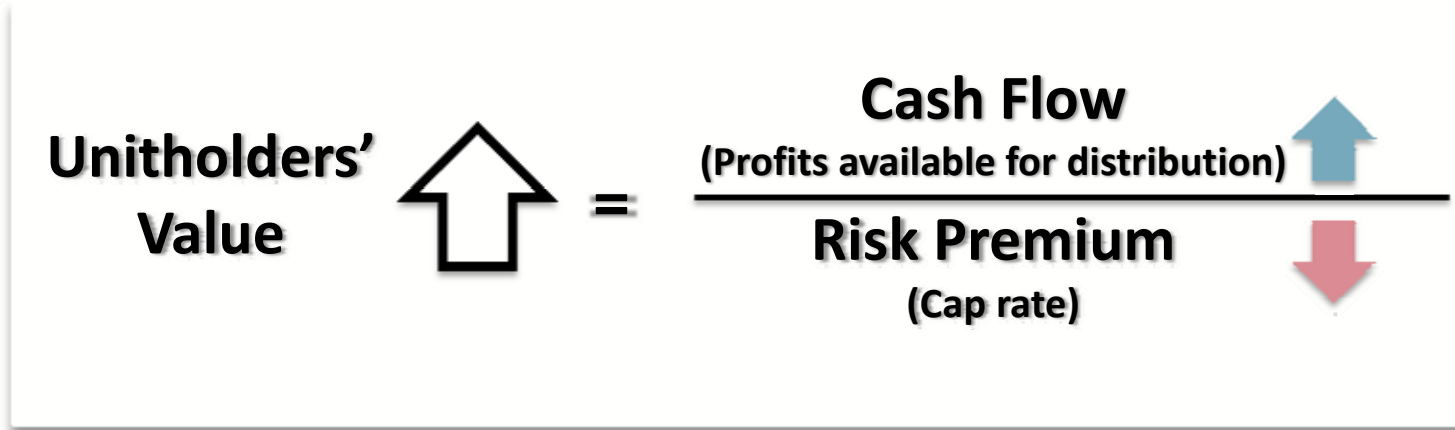 Unitholders’
Value
=
Cash Flow
(Profits available for distribution)
Risk Premium
(Cap rate)